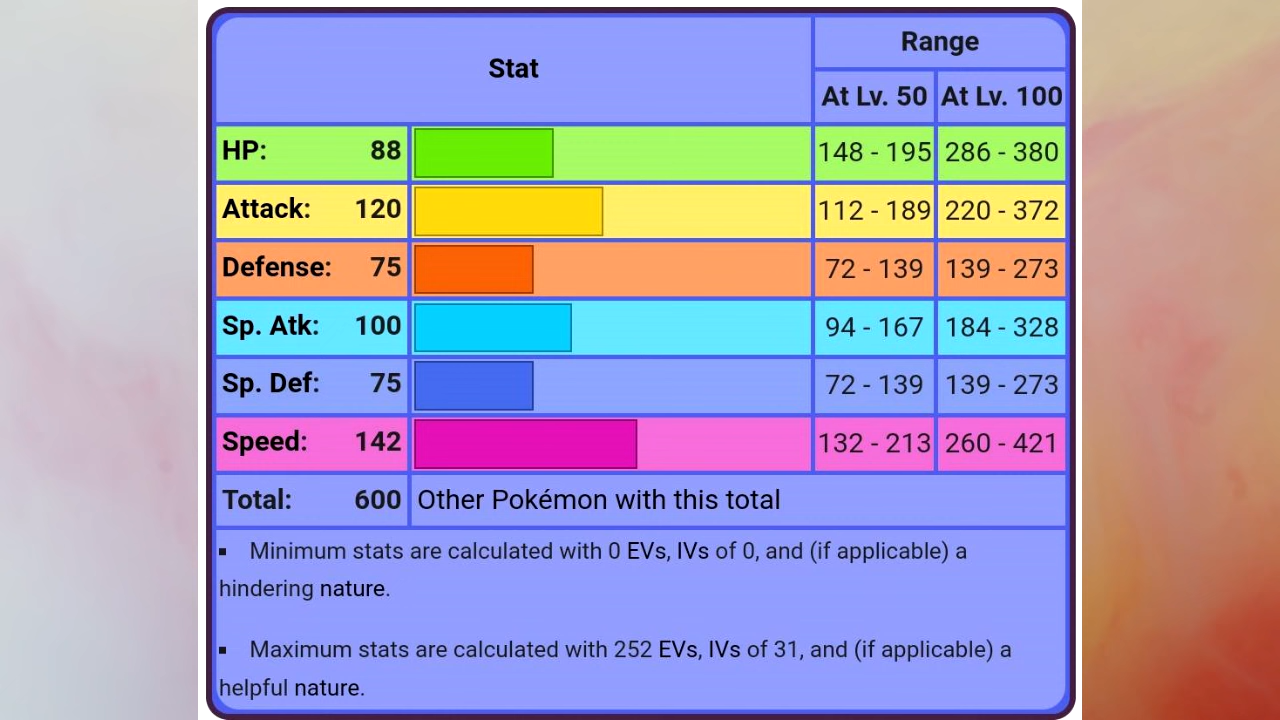 Stat
Range
At Lv. 50 At Lv. 100
HP: 88 148 - 195 286 - 380
Attack: 120 112 - 189 220 - 372
Defense: 75 72 - 139 139 - 273
Sp. Atk: 100 94 - 167 184 - 328
Sp. Def: 75 72 - 139 139 - 273
Speed: 142 132 - 213 260 - 421
Total: 600 Other Pokémon with this total
▪ Minimum stats are calculated with 0 EVs, IVs of 0, and (if applicable) a
hindering nature.
▪ Maximum stats are calculated with 252 EVs, IVs of 31, and (if applicable) a
helpful nature.